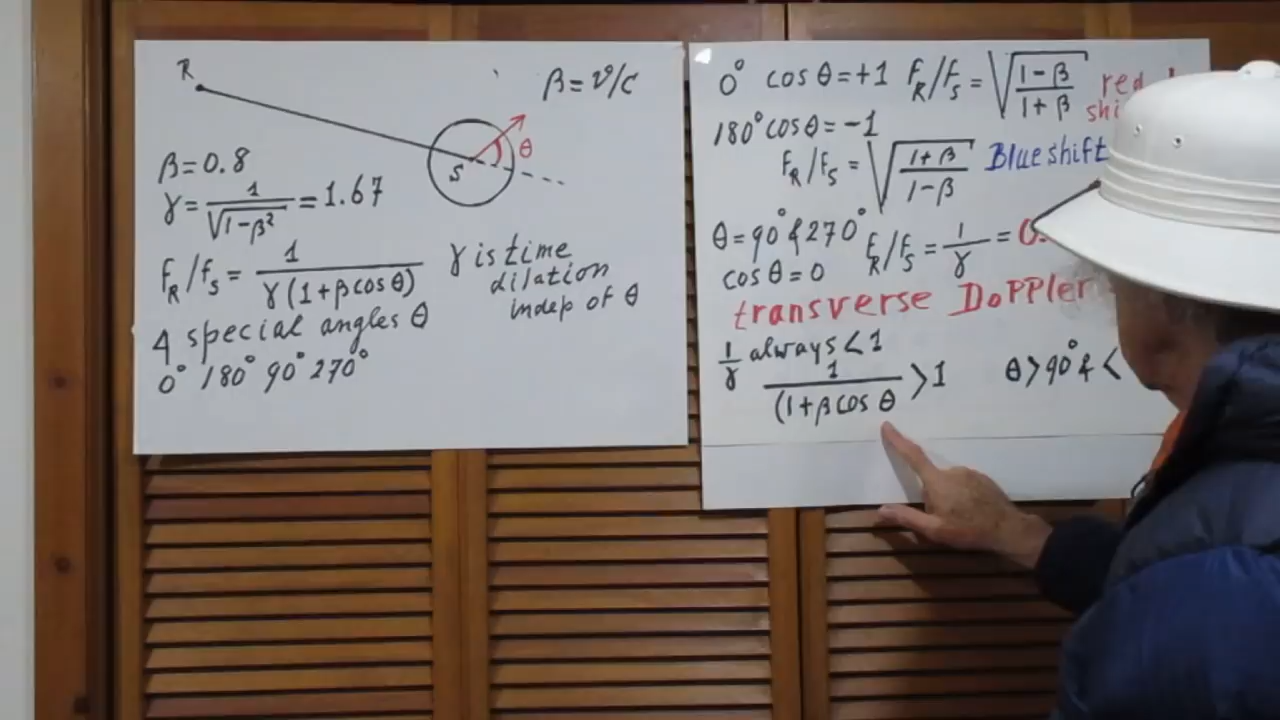 R
β = v/c
θ
S
β = 0.8
γ = 1/√(1-β²) = 1.67
F_R/f_S = 1/(γ(1+βcosθ))
γ is time
dilation
indep of θ
4 special angles θ
0° 180° 90° 270°
0° cosθ = +1 F_R/f_S = √((1-β)/(1+β)) red
180° cosθ = -1
F_R/f_S = √((1+β)/(1-β)) Blueshift
θ = 90° & 270° F_R/f_S = 1/γ =
cosθ = 0
transverse Doppler
1/γ always < 1
1/(1+βcosθ > 1 θ > 90° & <